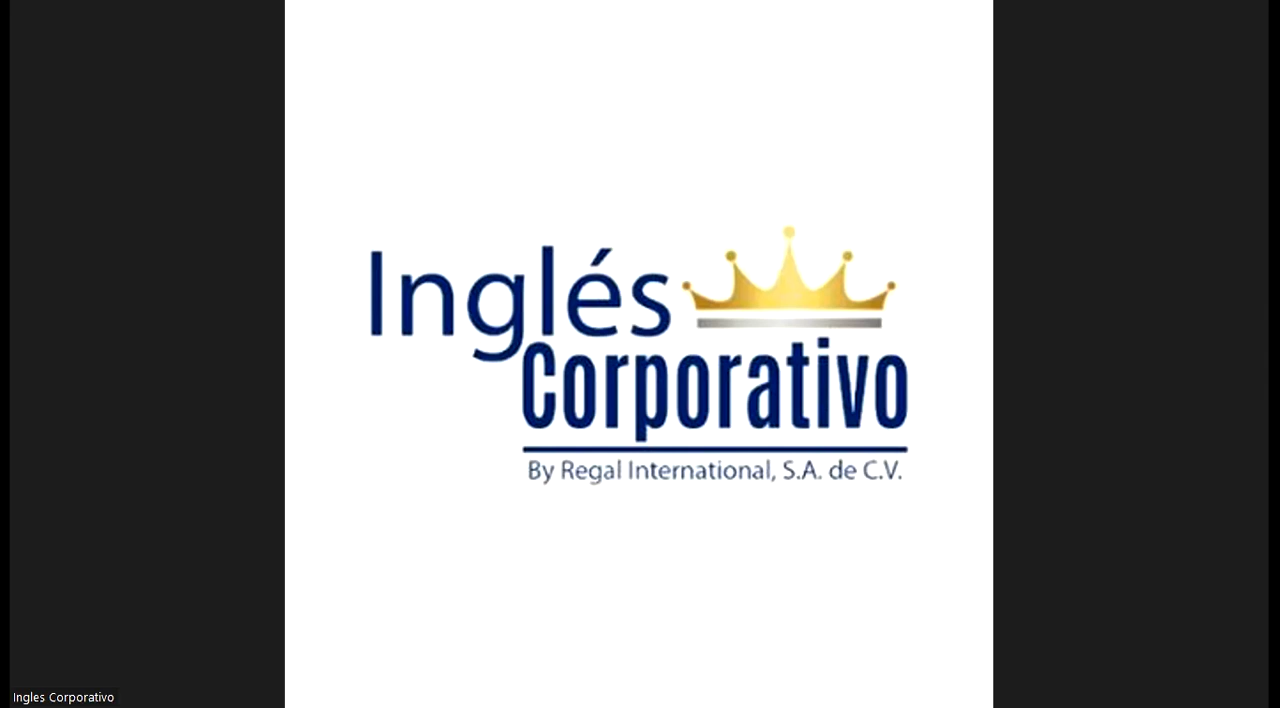 Inglés
Corporativo
By Regal International, S.A. de C.V.
Ingles Corporativo